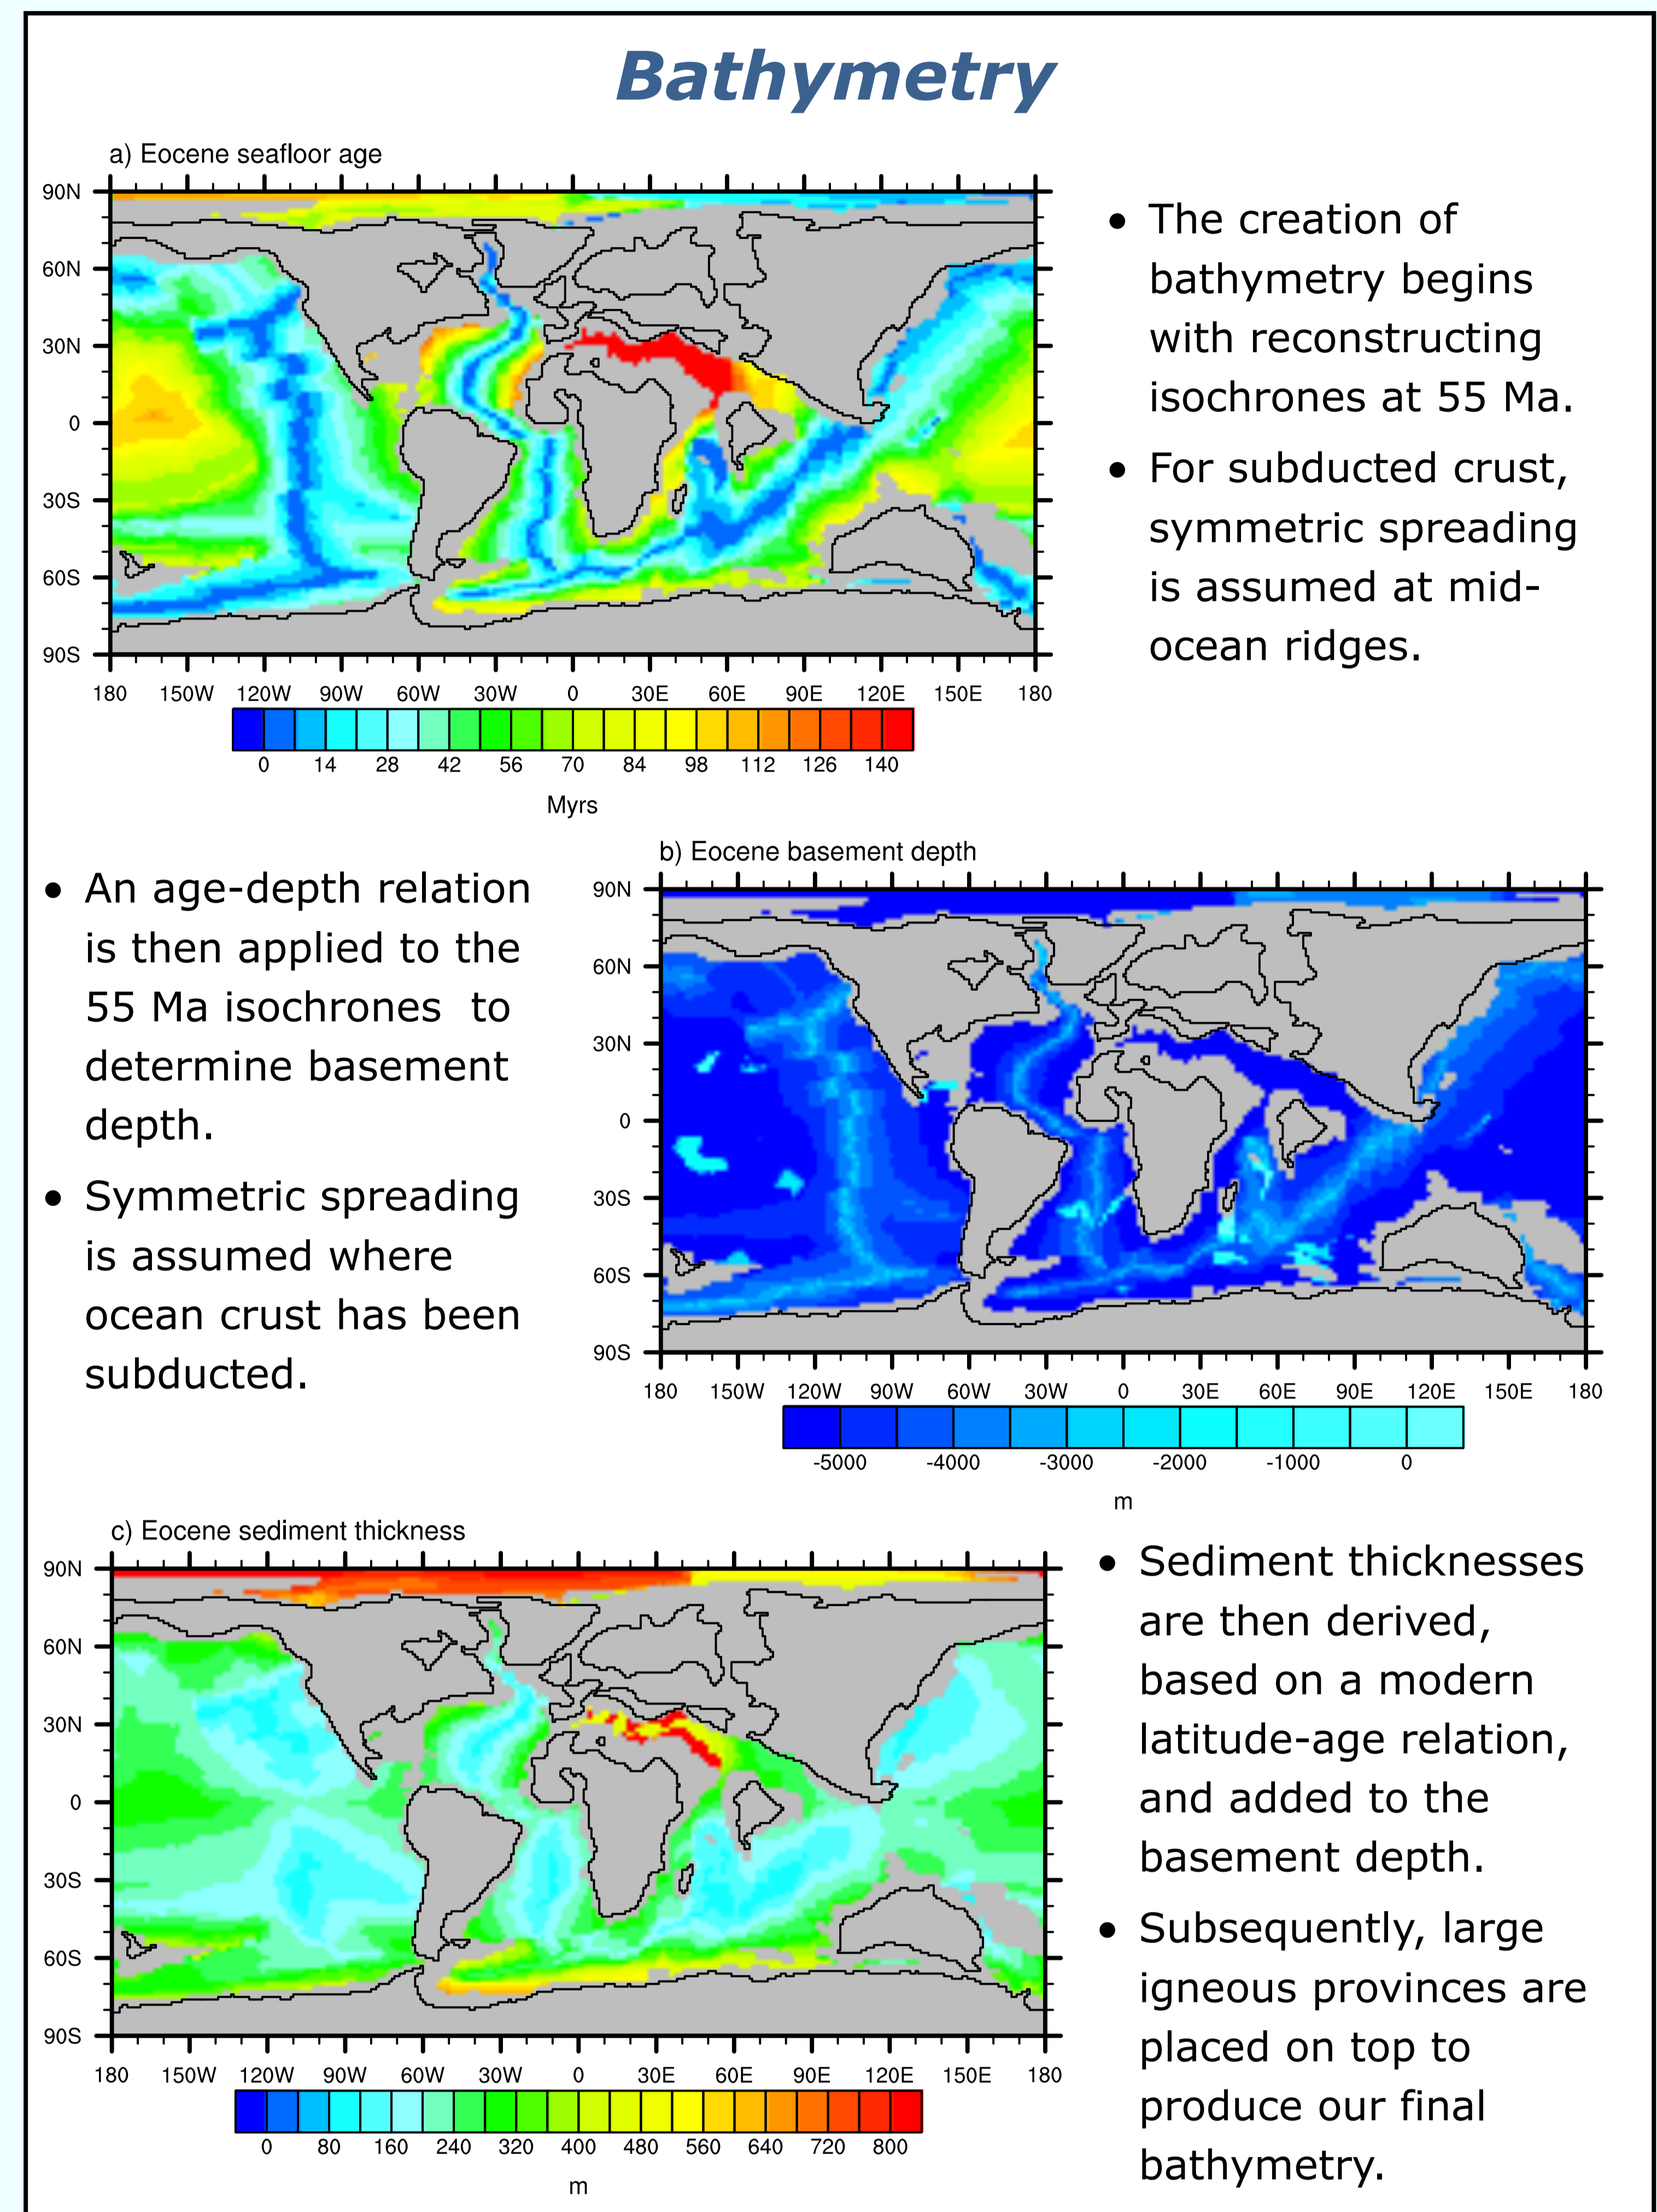 Bathymetry
a) Eocene seafloor age
90N
60N
30N
0
30S
60S
90S
180 150W 120W 90W 60W 30W 0 30E 60E 90E 120E 150E 180
0 14 28 42 56 70 84 98 112 126 140
Myrs
• The creation of
bathymetry begins
with reconstructing
isochrones at 55 Ma.
• For subducted crust,
symmetric spreading
is assumed at mid-
ocean ridges.
• An age-depth relation
is then applied to the
55 Ma isochrones to
determine basement
depth.
• Symmetric spreading
is assumed where
ocean crust has been
subducted.
b) Eocene basement depth
90N
60N
30N
0
30S
60S
90S
180 150W 120W 90W 60W 30W 0 30E 60E 90E 120E 150E 180
-5000 -4000 -3000 -2000 -1000 0
m
c) Eocene sediment thickness
90N
60N
30N
0
30S
60S
90S
180 150W 120W 90W 60W 30W 0 30E 60E 90E 120E 150E 180
0 80 160 240 320 400 480 560 640 720 800
m
• Sediment thicknesses
are then derived,
based on a modern
latitude-age relation,
and added to the
basement depth.
• Subsequently, large
igneous provinces are
placed on top to
produce our final
bathymetry.